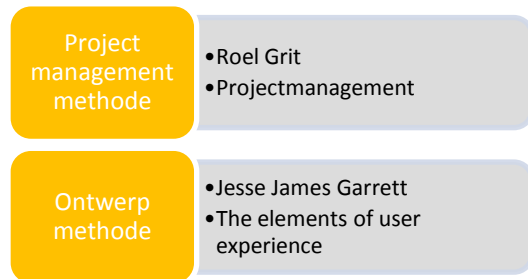 Project
management
methode
•Roel Grit
•Projectmanagement
Ontwerp
methode
•Jesse James Garrett
•The elements of user
experience